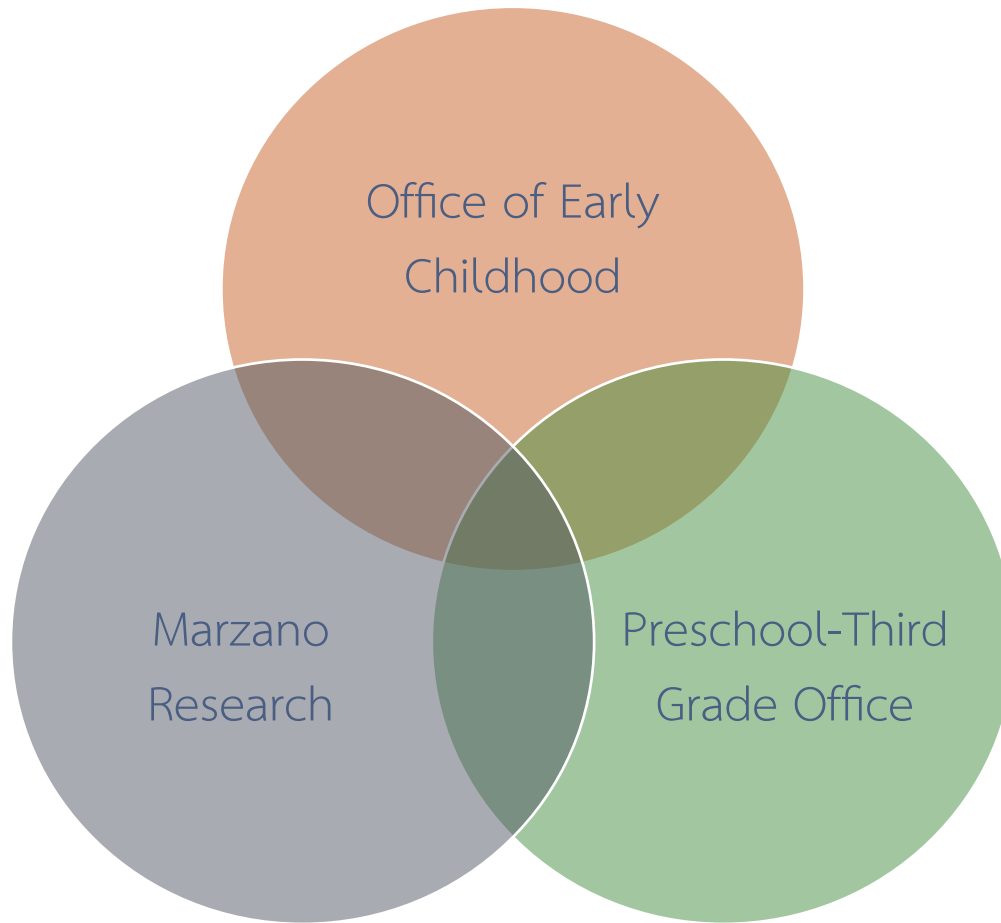 Office of Early
Childhood
Marzano
Research
Preschool-Third
Grade Office